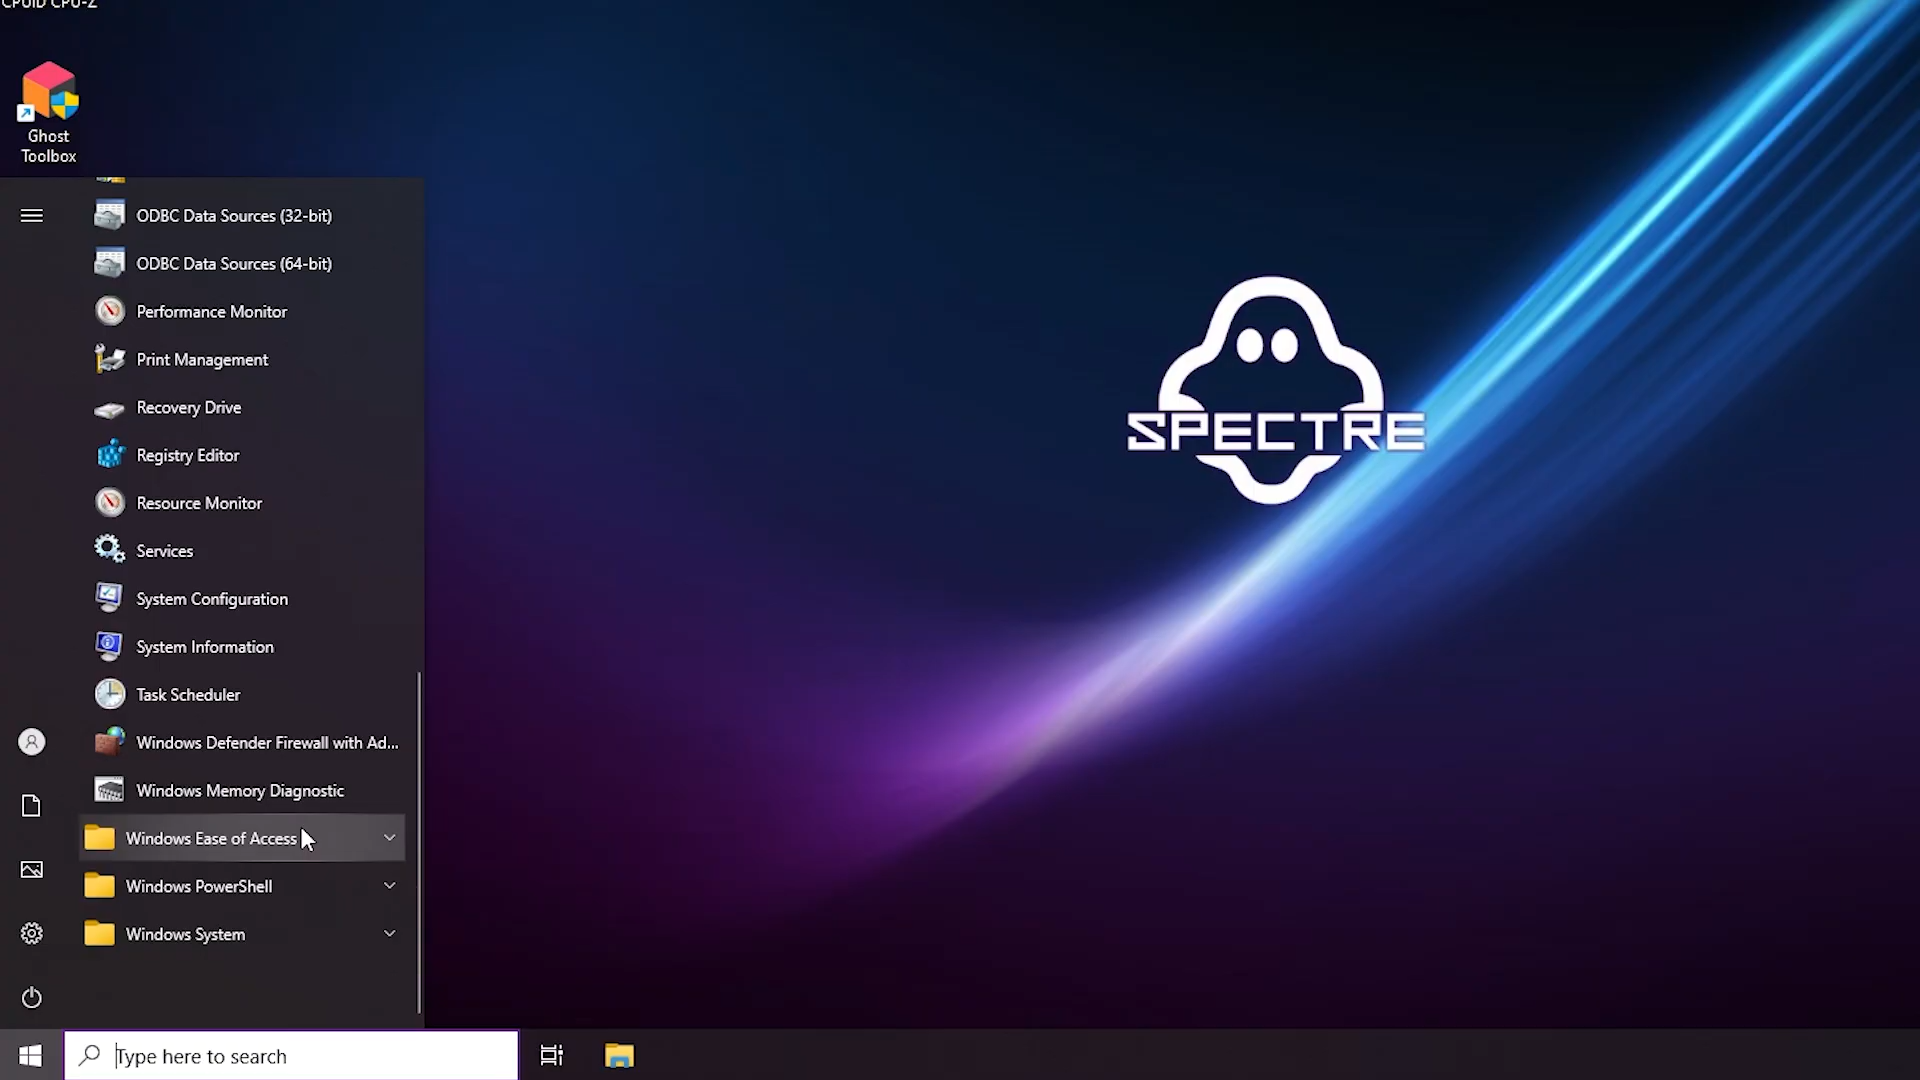 CPUID CPU-Z
Ghost
Toolbox
ODBC Data Sources (32-bit)
ODBC Data Sources (64-bit)
Performance Monitor
Print Management
Recovery Drive
Registry Editor
Resource Monitor
Services
System Configuration
System Information
Task Scheduler
Windows Defender Firewall with Ad...
Windows Memory Diagnostic
Windows Ease of Access
Windows PowerShell
Windows System
Type here to search
SPECTRE